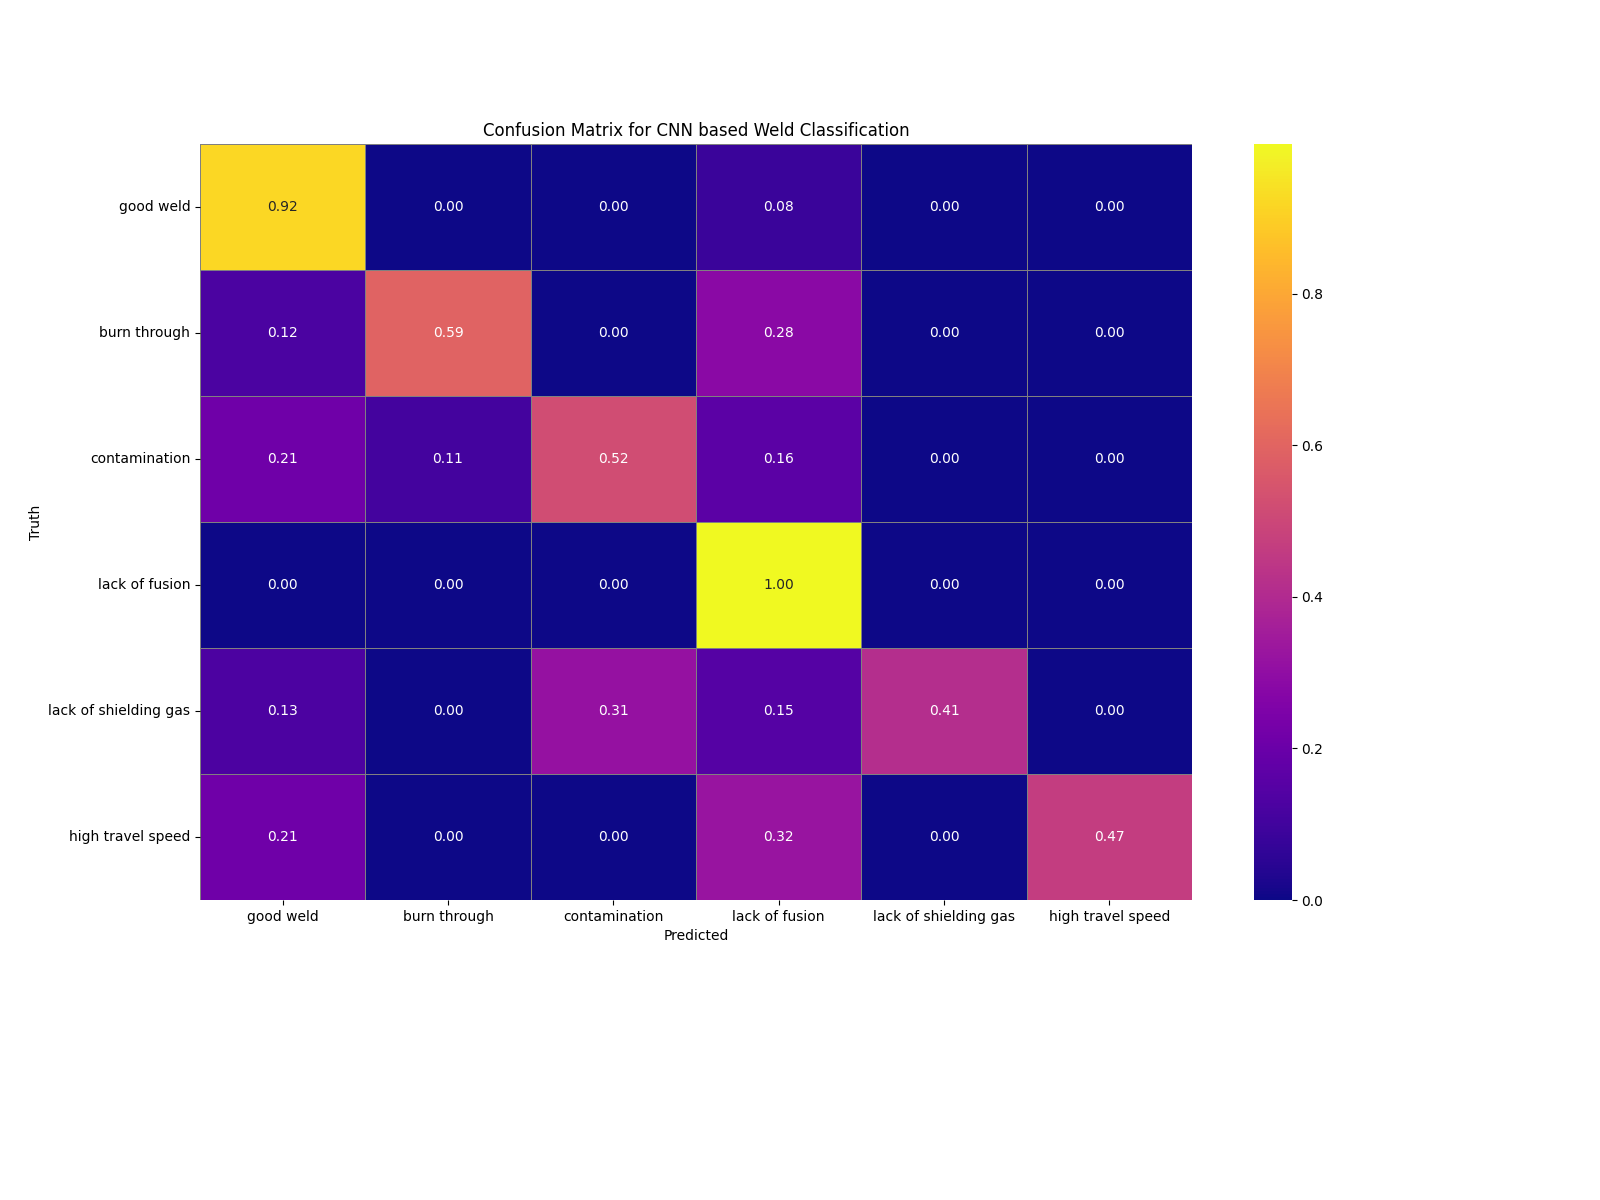 Confusion Matrix for CNN based Weld Classification
good weld 0.92 0.00 0.00 0.08 0.00 0.00
burn through 0.12 0.59 0.00 0.28 0.00 0.00
contamination 0.21 0.11 0.52 0.16 0.00 0.00
lack of fusion 0.00 0.00 0.00 1.00 0.00 0.00
lack of shielding gas 0.13 0.00 0.31 0.15 0.41 0.00
high travel speed 0.21 0.00 0.00 0.32 0.00 0.47
good weld burn through contamination lack of fusion lack of shielding gas high travel speed
Predicted
Truth
0.8
0.6
0.4
0.2
0.0